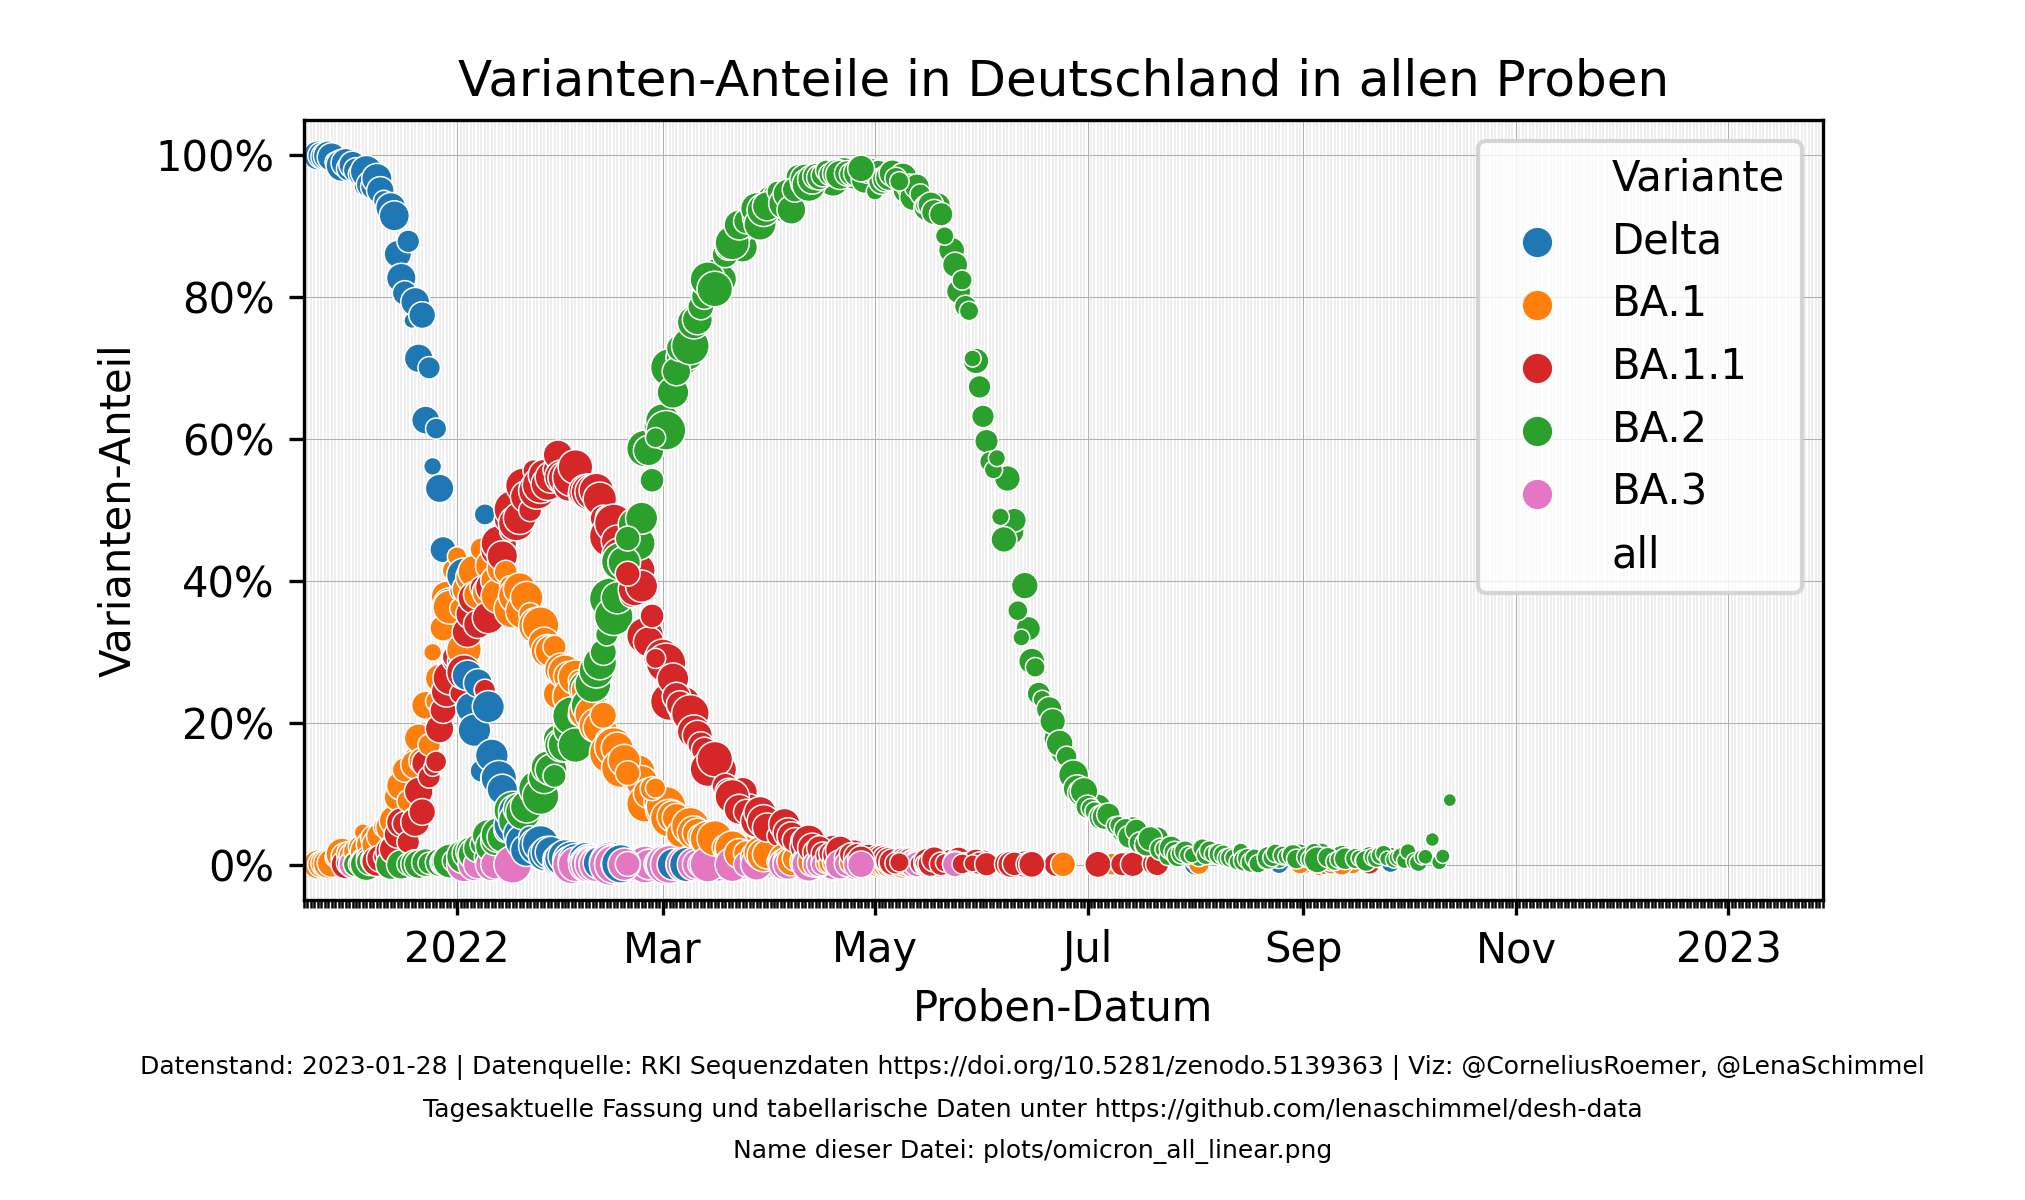 Varianten-Anteile in Deutschland in allen Proben
Varianten-Anteil
100%
80%
60%
40%
20%
0%
Variante
Delta
BA.1
BA.1.1
BA.2
BA.3
all
2022 Mar May Jul Sep Nov 2023
Proben-Datum
Datenstand: 2023-01-28 | Datenquelle: RKI Sequenzdaten https://doi.org/10.5281/zenodo.5139363 | Viz: @CorneliusRoemer, @LenaSchimmel
Tagesaktuelle Fassung und tabellarische Daten unter https://github.com/lenaschimmel/desh-data
Name dieser Datei: plots/omicron_all_linear.png